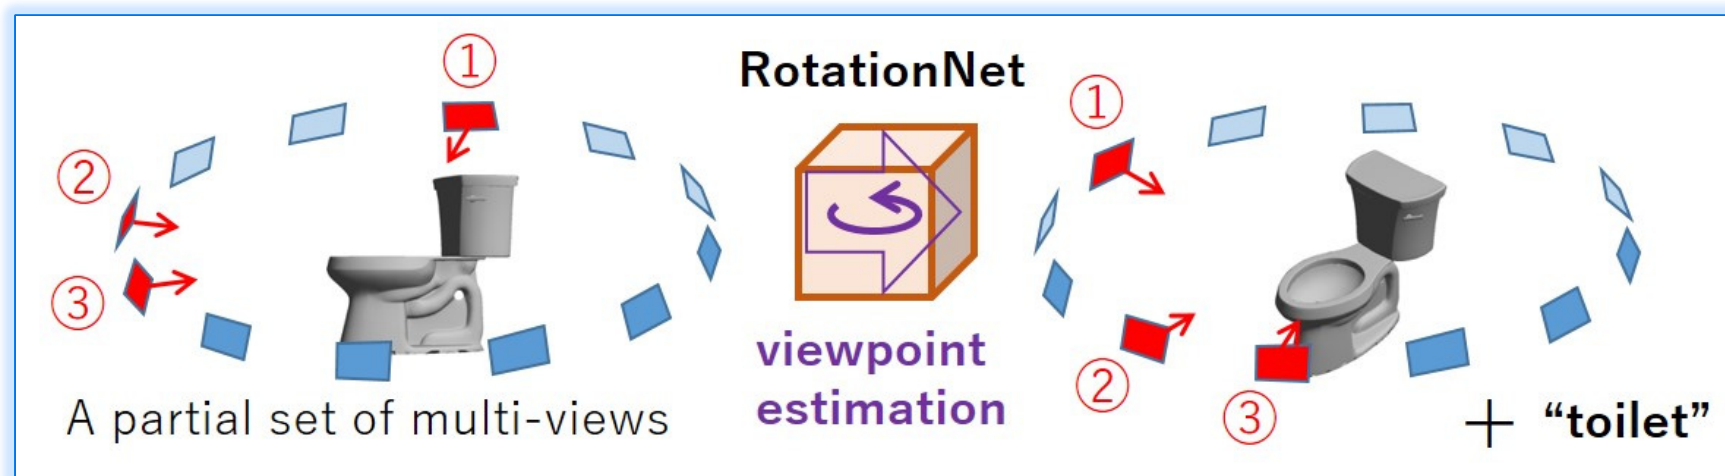 ①
②
③
A partial set of multi-views
RotationNet
viewpoint
estimation
①
②
③
+ “toilet”